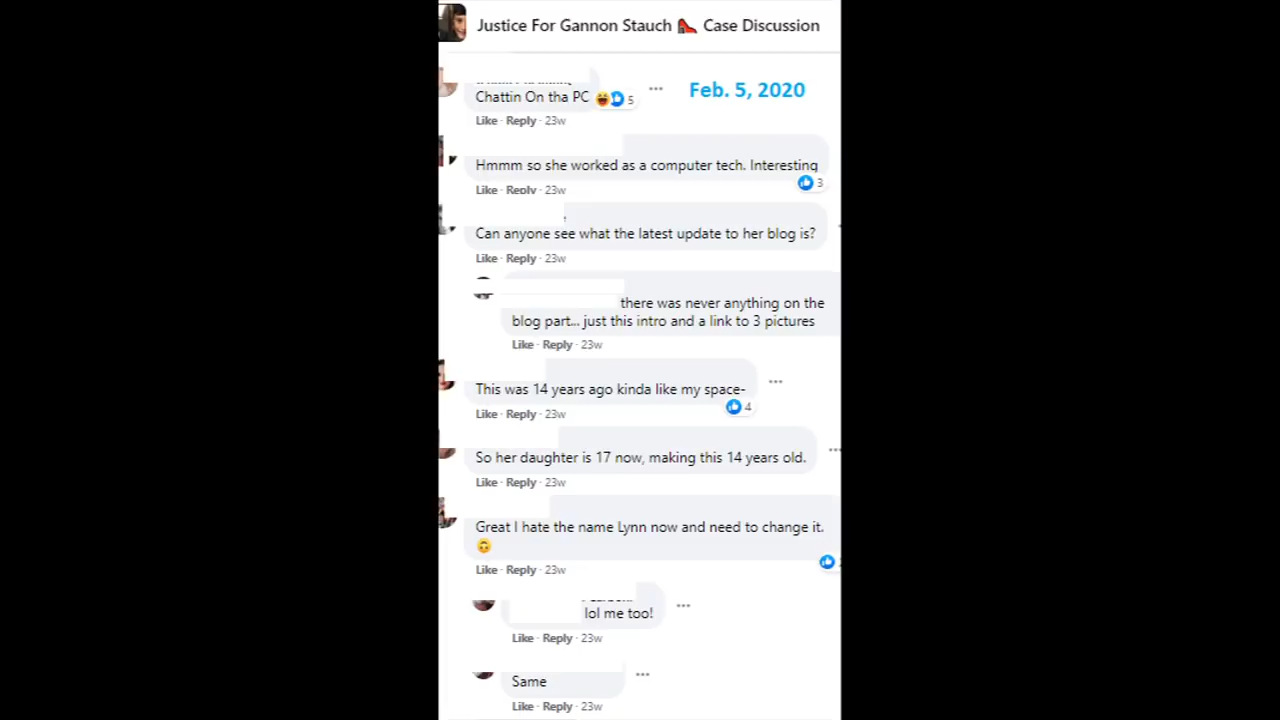 Justice For Gannon Stauch 👠 Case Discussion
Feb. 5, 2020
Chattin On tha PC
5
Like · Reply · 23w
Hmmm so she worked as a computer tech. Interesting
3
Like · Reply · 23w
Can anyone see what the latest update to her blog is?
Like · Reply · 23w
there was never anything on the
blog part... just this intro and a link to 3 pictures
Like · Reply · 23w
This was 14 years ago kinda like my space-
4
Like · Reply · 23w
So her daughter is 17 now, making this 14 years old.
Like · Reply · 23w
Great I hate the name Lynn now and need to change it.
🙃
Like · Reply · 23w
lol me too!
Like · Reply · 23w
Same
Like · Reply · 23w